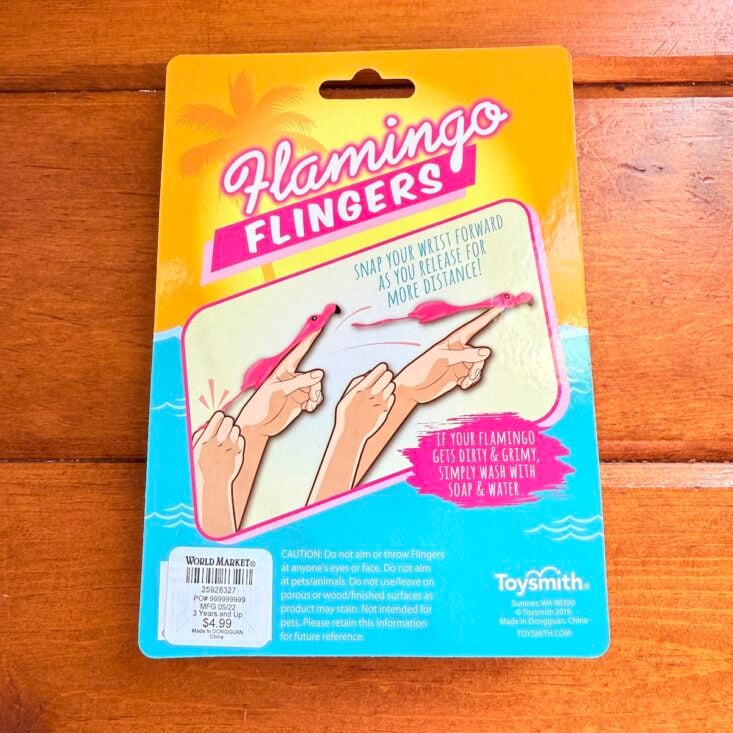 Flamingo
FLINGERS
SNAP YOUR WRIST FORWARD
AS YOU RELEASE FOR
MORE DISTANCE!
IF YOUR FLAMINGO
GETS DIRTY & GRIMY,
SIMPLY WASH WITH
SOAP & WATER.
WORLD MARKET®
25928327
PO# 999999999
MFG 05/22
3 Years and Up
$4.99
Made In DONGGUAN
China
CAUTION: Do not aim or throw Flingers
at anyone's eyes or face. Do not aim
at pets/animals. Do not use/leave on
porous or wood/finished surfaces as
product may stain. Not intended for
pets. Please retain this information
for future reference.
Toysmith®
Sumner, WA 98390
© Toysmith 2019
Made in Dongguan, China
TOYSMITH.COM